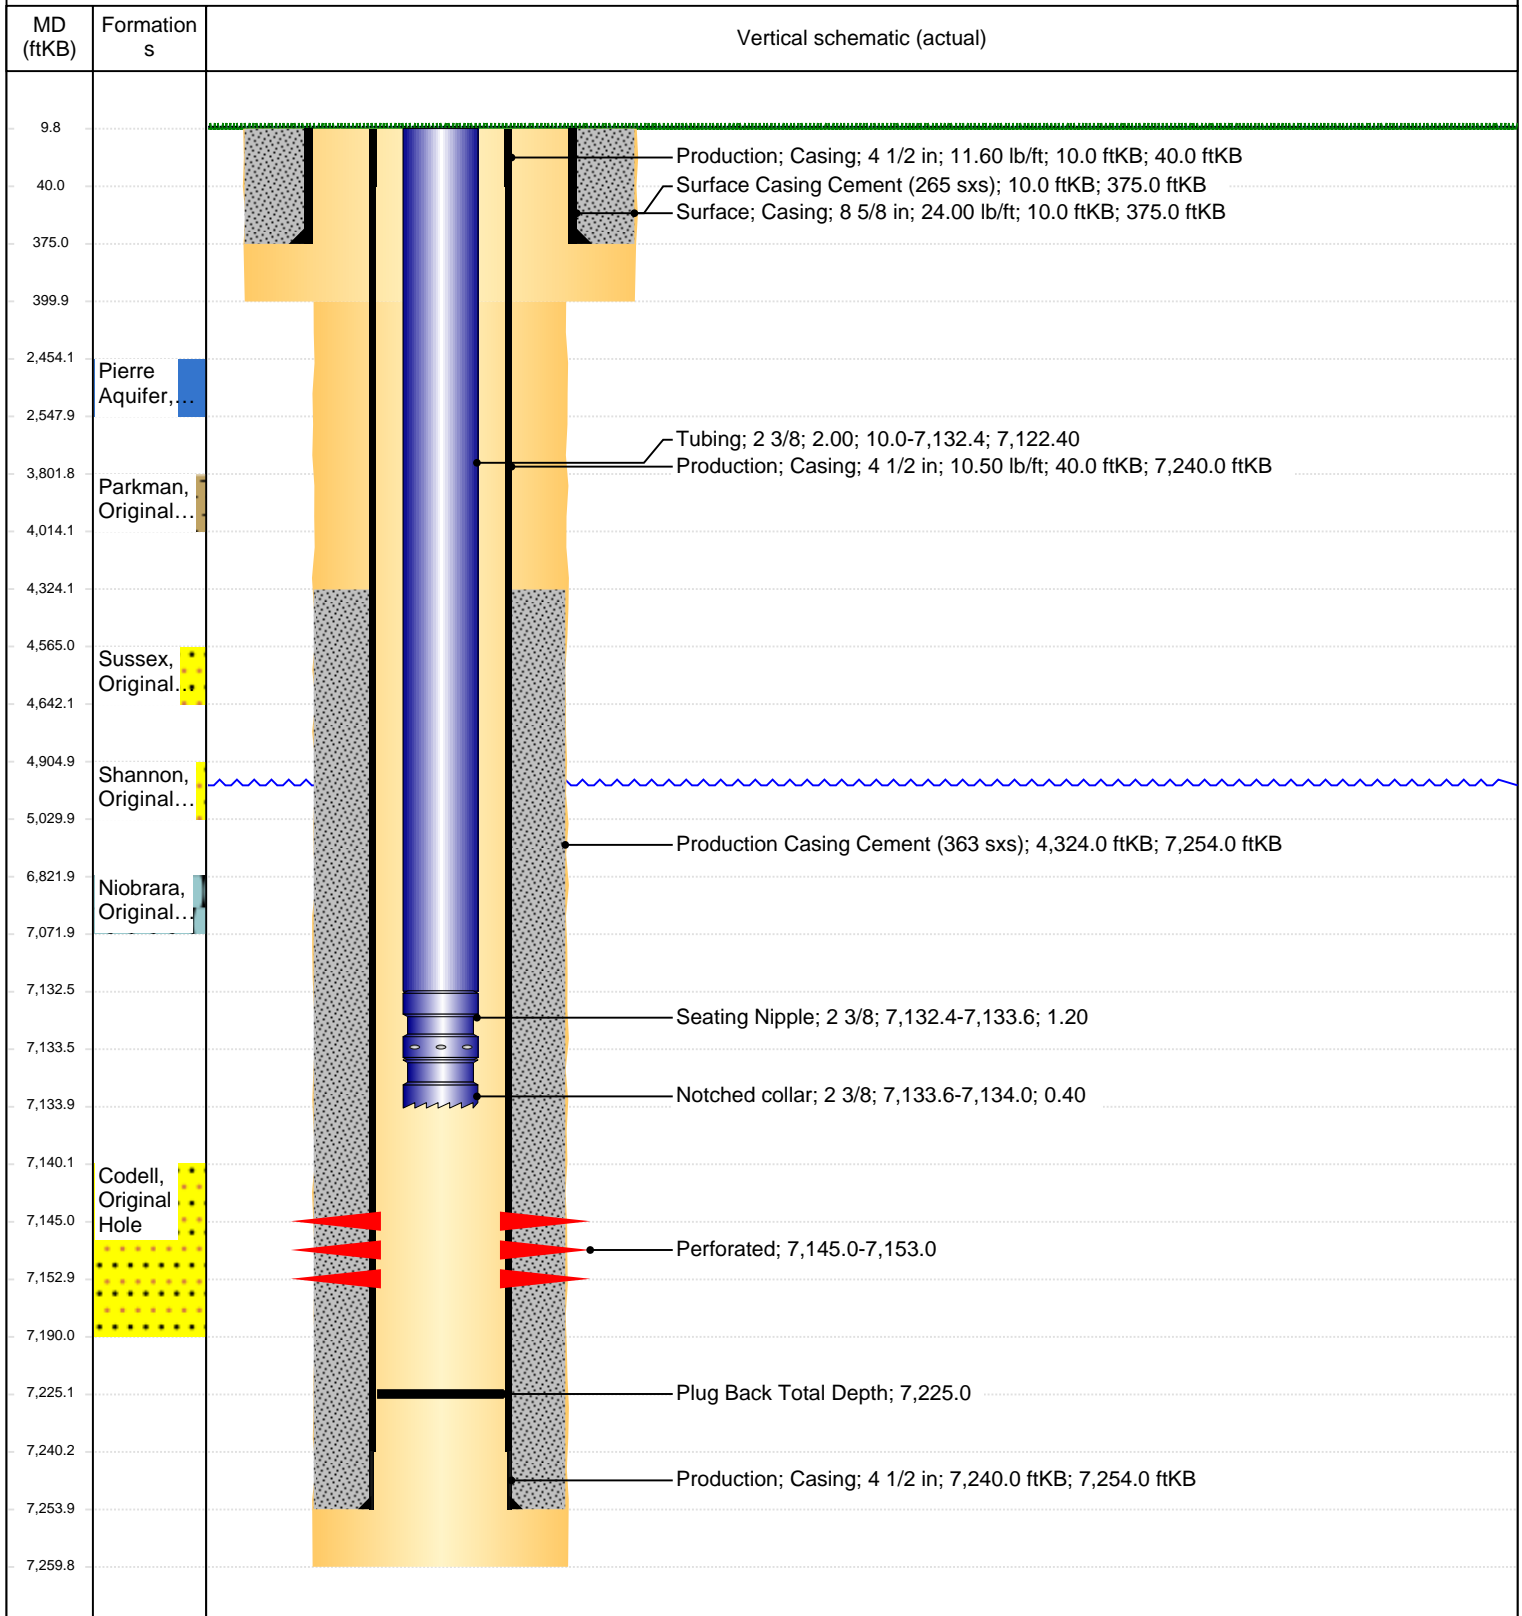 MD
(ftKB)
Formation
s
Vertical schematic (actual)
9.8
Production; Casing; 4 1/2 in; 11.60 lb/ft; 10.0 ftKB; 40.0 ftKB
40.0
Surface Casing Cement (265 sxs); 10.0 ftKB; 375.0 ftKB
Surface; Casing; 8 5/8 in; 24.00 lb/ft; 10.0 ftKB; 375.0 ftKB
375.0
399.9
2,454.1
Pierre
Aquifer,...
2,547.9
Tubing; 2 3/8; 2.00; 10.0-7,132.4; 7,122.40
Production; Casing; 4 1/2 in; 10.50 lb/ft; 40.0 ftKB; 7,240.0 ftKB
3,801.8
Parkman,
Original...
4,014.1
4,324.1
4,565.0
Sussex,
Original...
4,642.1
4,904.9
Shannon,
Original...
5,029.9
Production Casing Cement (363 sxs); 4,324.0 ftKB; 7,254.0 ftKB
6,821.9
Niobrara,
Original...
7,071.9
7,132.5
Seating Nipple; 2 3/8; 7,132.4-7,133.6; 1.20
7,133.5
Notched collar; 2 3/8; 7,133.6-7,134.0; 0.40
7,133.9
7,140.1
Codell,
Original
Hole
7,145.0
Perforated; 7,145.0-7,153.0
7,152.9
7,190.0
7,225.1
Plug Back Total Depth; 7,225.0
7,240.2
Production; Casing; 4 1/2 in; 7,240.0 ftKB; 7,254.0 ftKB
7,253.9
7,259.8